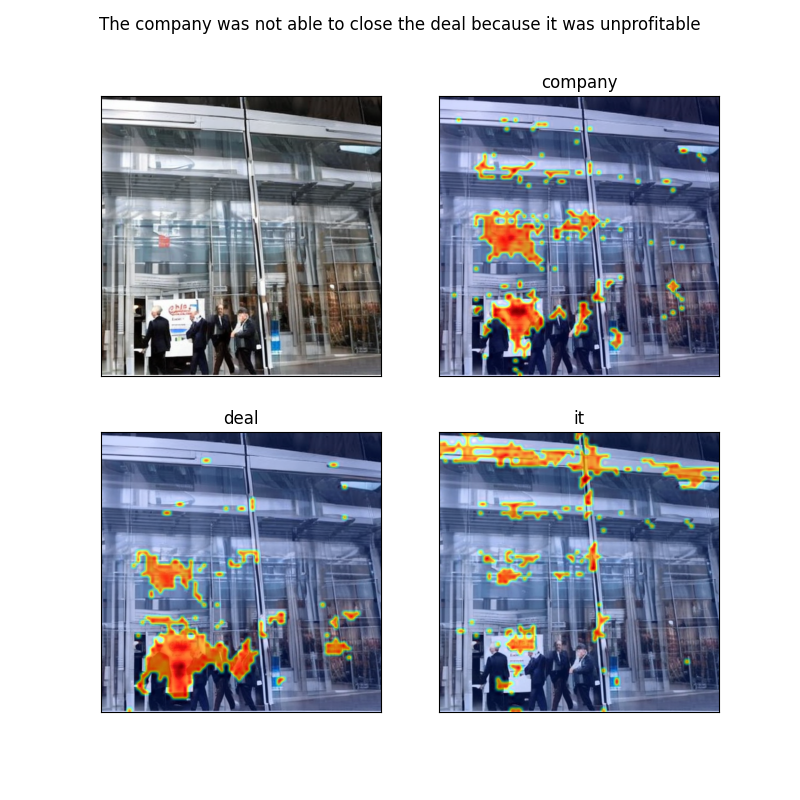 The company was not able to close the deal because it was unprofitable
company
deal
it